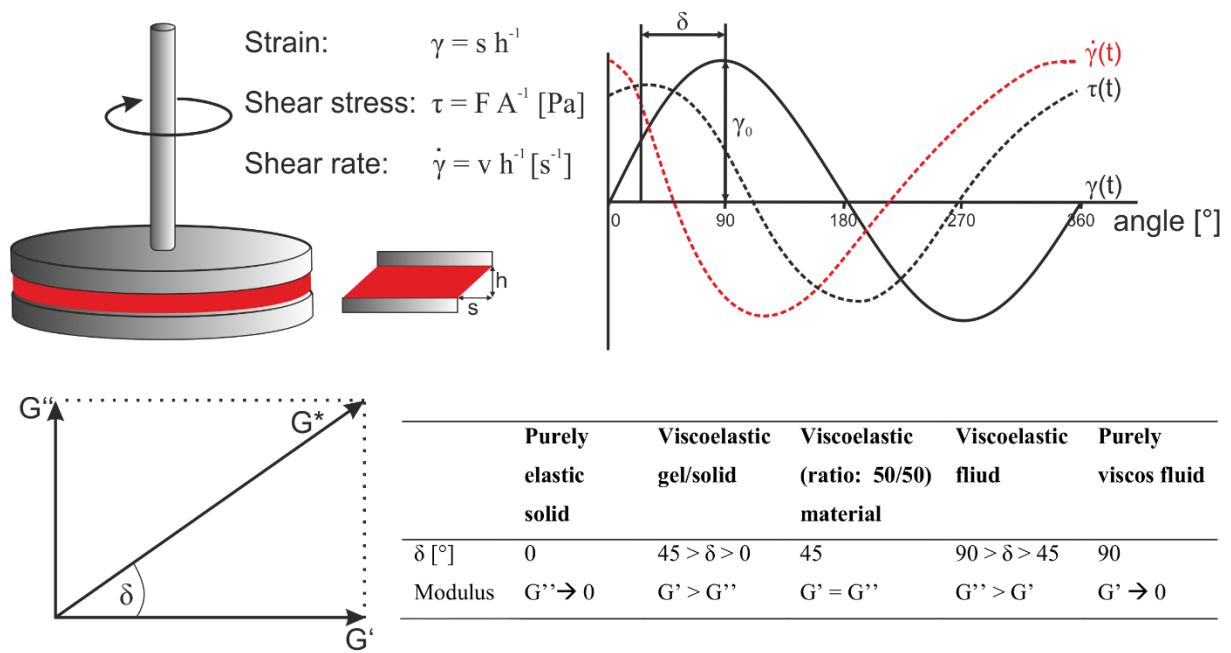 Strain: γ = s h⁻¹
Shear stress: τ = F A⁻¹ [Pa]
Shear rate: γ̇ = v h⁻¹ [s⁻¹]
h
s
δ
γ̇(t)
τ(t)
γ₀
γ(t)
0 90 180 270 360 angle [°]
G‘‘
G*
δ
G‘
Purely elastic solid
Viscoelastic gel/solid
Viscoelastic (ratio: 50/50) material
Viscoelastic fliud
Purely viscos fluid
δ [°] 0 45 > δ > 0 45 90 > δ > 45 90
Modulus G’’→ 0 G’ > G’’ G’ = G’’ G’’ > G’ G’ → 0